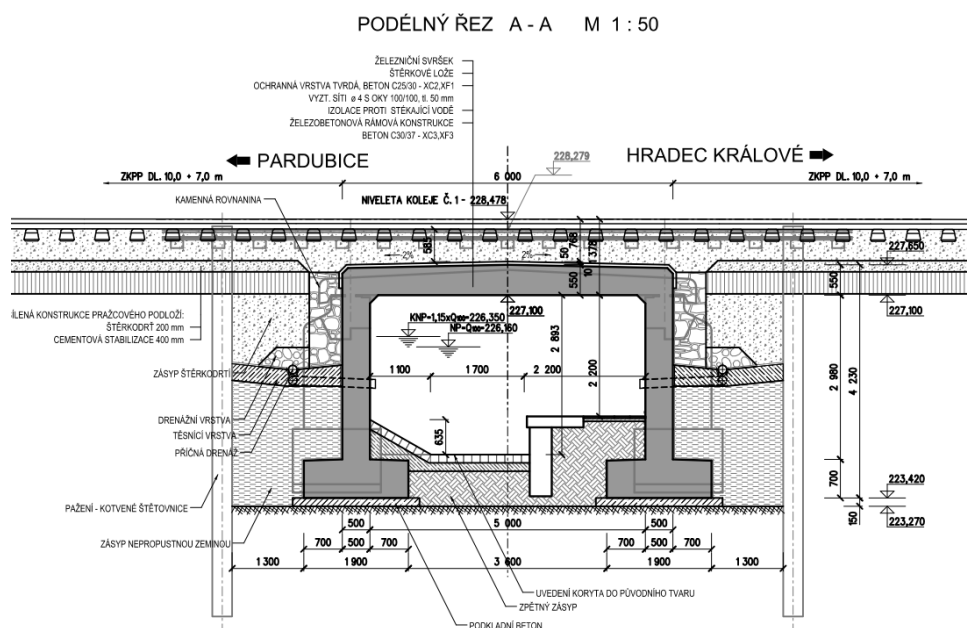 PODÉLNÝ ŘEZ A - A M 1 : 50
ŽELEZNIČNÍ SVRŠEK
ŠTĚRKOVÉ LOŽE
OCHRANNÁ VRSTVA TVRDÁ, BETON C25/30 - XC2,XF1
VYZT. SÍTI ø 4 S OKY 100/100, tl. 50 mm
IZOLACE PROTI STÉKAJÍCÍ VODĚ
ŽELEZOBETONOVÁ RÁMOVÁ KONSTRUKCE
BETON C30/37 - XC3,XF3
PARDUBICE
HRADEC KRÁLOVÉ
228,279
ZKPP DL. 10,0 + 7,0 m
6 000
ZKPP DL. 10,0 + 7,0 m
KAMENNÁ ROVNANINA
NIVELETA KOLEJE Č. 1 - 228,478
585
2%
2%
50
768
1 378
10
550
227,650
550
227,100
227,100
KNP-1,15xQ100-226,350
NP-Q100-226,160
ÍLENÁ KONSTRUKCE PRAŽCOVÉHO PODLOŽÍ:
ŠTĚRKODRŤ 200 mm
CEMENTOVÁ STABILIZACE 400 mm
ZÁSYP ŠTĚRKODRTÍ
2 893
2 200
1 100
1 700
2 200
2 980
4 230
DRENÁŽNÍ VRSTVA
TĚSNÍCÍ VRSTVA
PŘÍČNÁ DRENÁŽ
635
700
223,420
150
223,270
PAŽENÍ - KOTVENÉ ŠTĚTOVNICE
ZÁSYP NEPROPUSTNOU ZEMINOU
500
5 000
500
700
500
700
700
500
700
1 300
1 900
3 600
1 900
1 300
UVEDENÍ KORYTA DO PŮVODNÍHO TVARU
ZPĚTNÝ ZÁSYP
PODKLADNÍ BETON